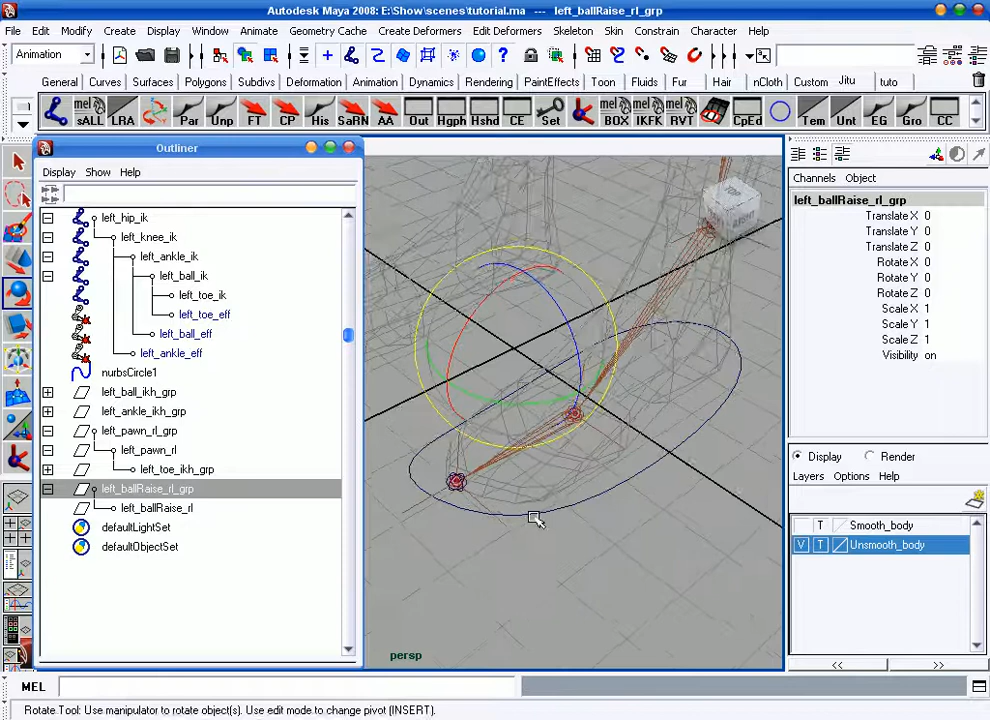 Autodesk Maya 2008: E:\Show\scenes\tutorial.ma --- left_ballRaise_rl_grp
File Edit Modify Create Display Window Animate Geometry Cache Create Deformers Edit Deformers Skeleton Skin Constrain Character Help
Animation
General Curves Surfaces Polygons Subdivs Deformation Animation Dynamics Rendering PaintEffects Toon Fluids Fur Hair nCloth Custom Jitu tuto
mel sALL LRA Par Unp FT CP His SaRN AA Out Hgph Hshd CE Set mel BOX mel IKFK mel RVT CpEd Tem Unt EG Gro CC
Outliner
Display Show Help
left_hip_ik
left_knee_ik
left_ankle_ik
left_ball_ik
left_toe_ik
left_toe_eff
left_ball_eff
left_ankle_eff
nurbsCircle1
left_ball_ikh_grp
left_ankle_ikh_grp
left_pawn_rl_grp
left_pawn_rl
left_toe_ikh_grp
left_ballRaise_rl_grp
left_ballRaise_rl
defaultLightSet
defaultObjectSet
TOP
RIGHT
persp
Channels Object
left_ballRaise_rl_grp
Translate X 0
Translate Y 0
Translate Z 0
Rotate X 0
Rotate Y 0
Rotate Z 0
Scale X 1
Scale Y 1
Scale Z 1
Visibility on
Display Render
Layers Options Help
T Smooth_body
V T Unsmooth_body
<< >>
MEL
Rotate Tool: Use manipulator to rotate object(s). Use edit mode to change pivot (INSERT).